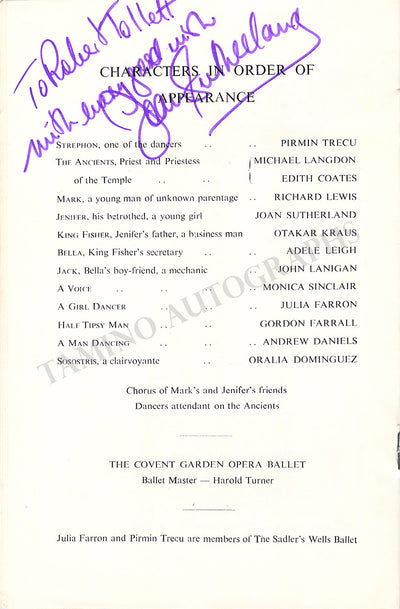 To Robert Tollett
with every good wish
Joan Sutherland
CHARACTERS IN ORDER OF
APPEARANCE
STREPHON, one of the dancers .. .. PIRMIN TRECU
THE ANCIENTS, Priest and Priestess MICHAEL LANGDON
of the Temple .. .. EDITH COATES
MARK, a young man of unknown parentage .. RICHARD LEWIS
JENIFER, his betrothed, a young girl JOAN SUTHERLAND
KING FISHER, Jenifer's father, a business man OTAKAR KRAUS
BELLA, King Fisher's secretary .. .. ADELE LEIGH
JACK, Bella's boy-friend, a mechanic JOHN LANIGAN
A VOICE .. .. .. .. MONICA SINCLAIR
A GIRL DANCER .. .. .. JULIA FARRON
HALF TIPSY MAN .. .. GORDON FARRALL
A MAN DANCING .. .. .. ANDREW DANIELS
SOSOSTRIS, a clairvoyante .. ORALIA DOMINGUEZ
TAMINO AUTOGRAPHS
Chorus of Mark's and Jenifer's friends
Dancers attendant on the Ancients
THE COVENT GARDEN OPERA BALLET
Ballet Master — Harold Turner
Julia Farron and Pirmin Trecu are members of The Sadler's Wells Ballet